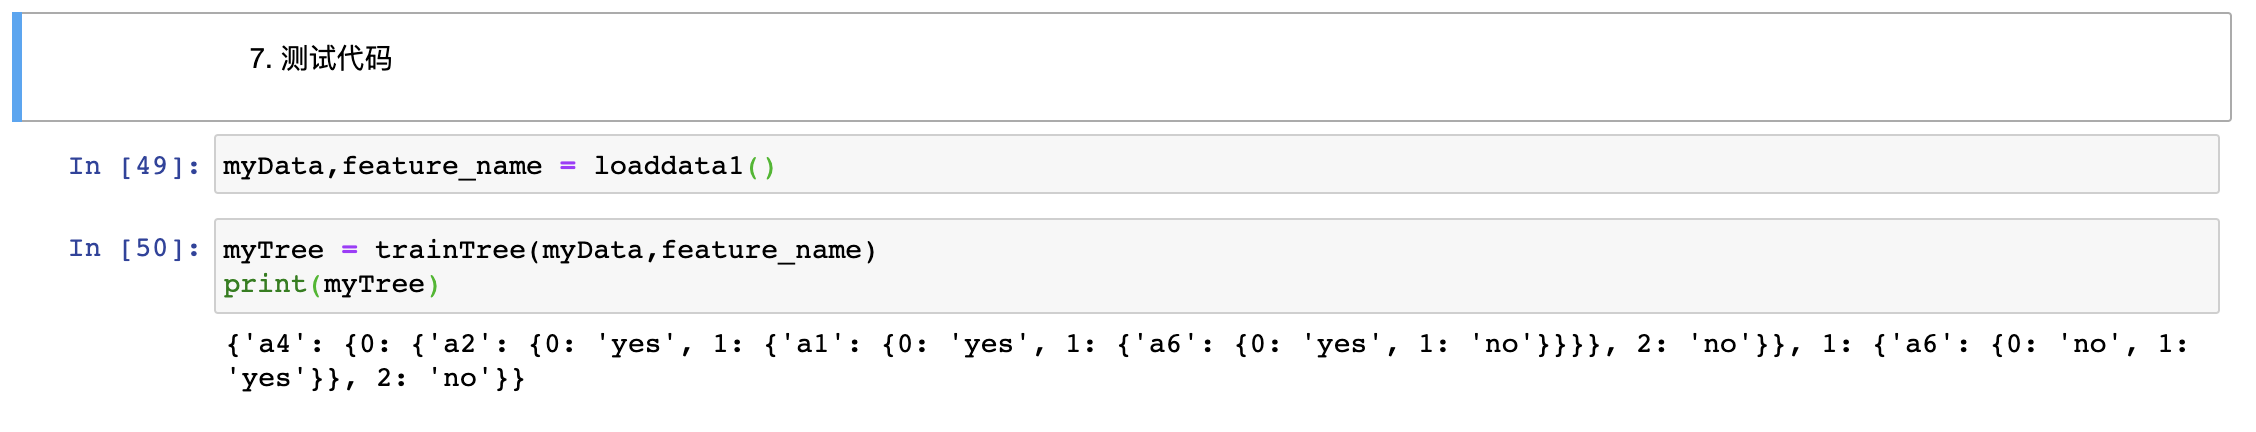 7. 测试代码
In [49]: myData,feature_name = loaddata1()
In [50]: myTree = trainTree(myData,feature_name)
print(myTree)
{'a4': {0: {'a2': {0: 'yes', 1: {'a1': {0: 'yes', 1: {'a6': {0: 'yes', 1: 'no'}}}}, 2: 'no'}}, 1: {'a6': {0: 'no', 1:
'yes'}}, 2: 'no'}}